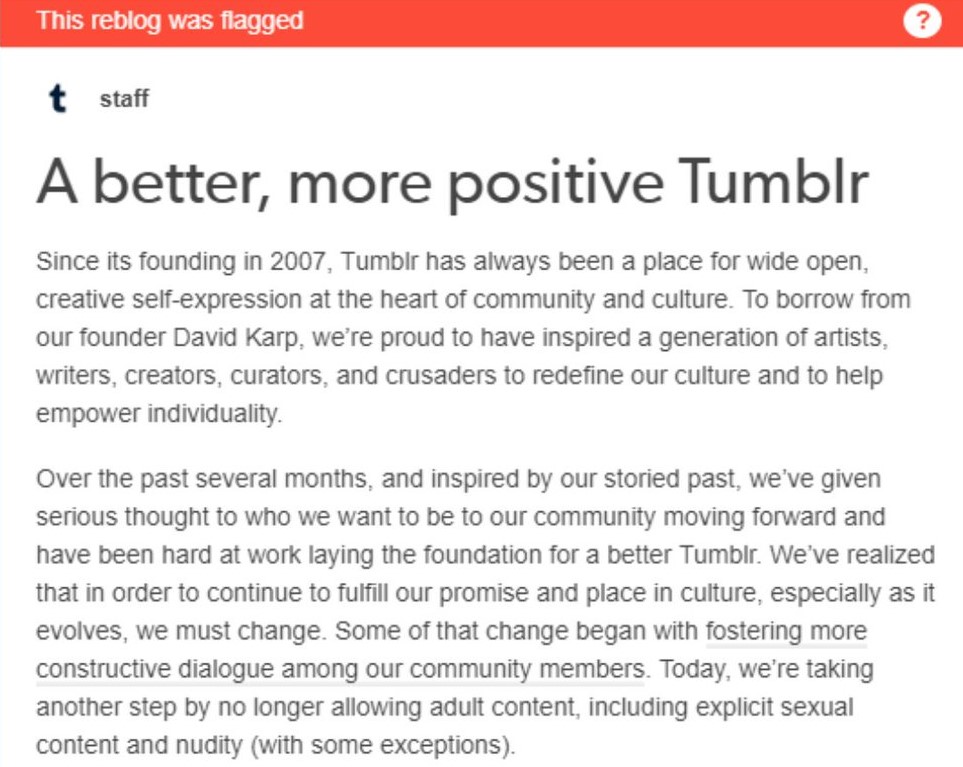 This reblog was flagged
?
t staff
A better, more positive Tumblr
Since its founding in 2007, Tumblr has always been a place for wide open,
creative self-expression at the heart of community and culture. To borrow from
our founder David Karp, we’re proud to have inspired a generation of artists,
writers, creators, curators, and crusaders to redefine our culture and to help
empower individuality.
Over the past several months, and inspired by our storied past, we’ve given
serious thought to who we want to be to our community moving forward and
have been hard at work laying the foundation for a better Tumblr. We’ve realized
that in order to continue to fulfill our promise and place in culture, especially as it
evolves, we must change. Some of that change began with fostering more
constructive dialogue among our community members. Today, we’re taking
another step by no longer allowing adult content, including explicit sexual
content and nudity (with some exceptions).